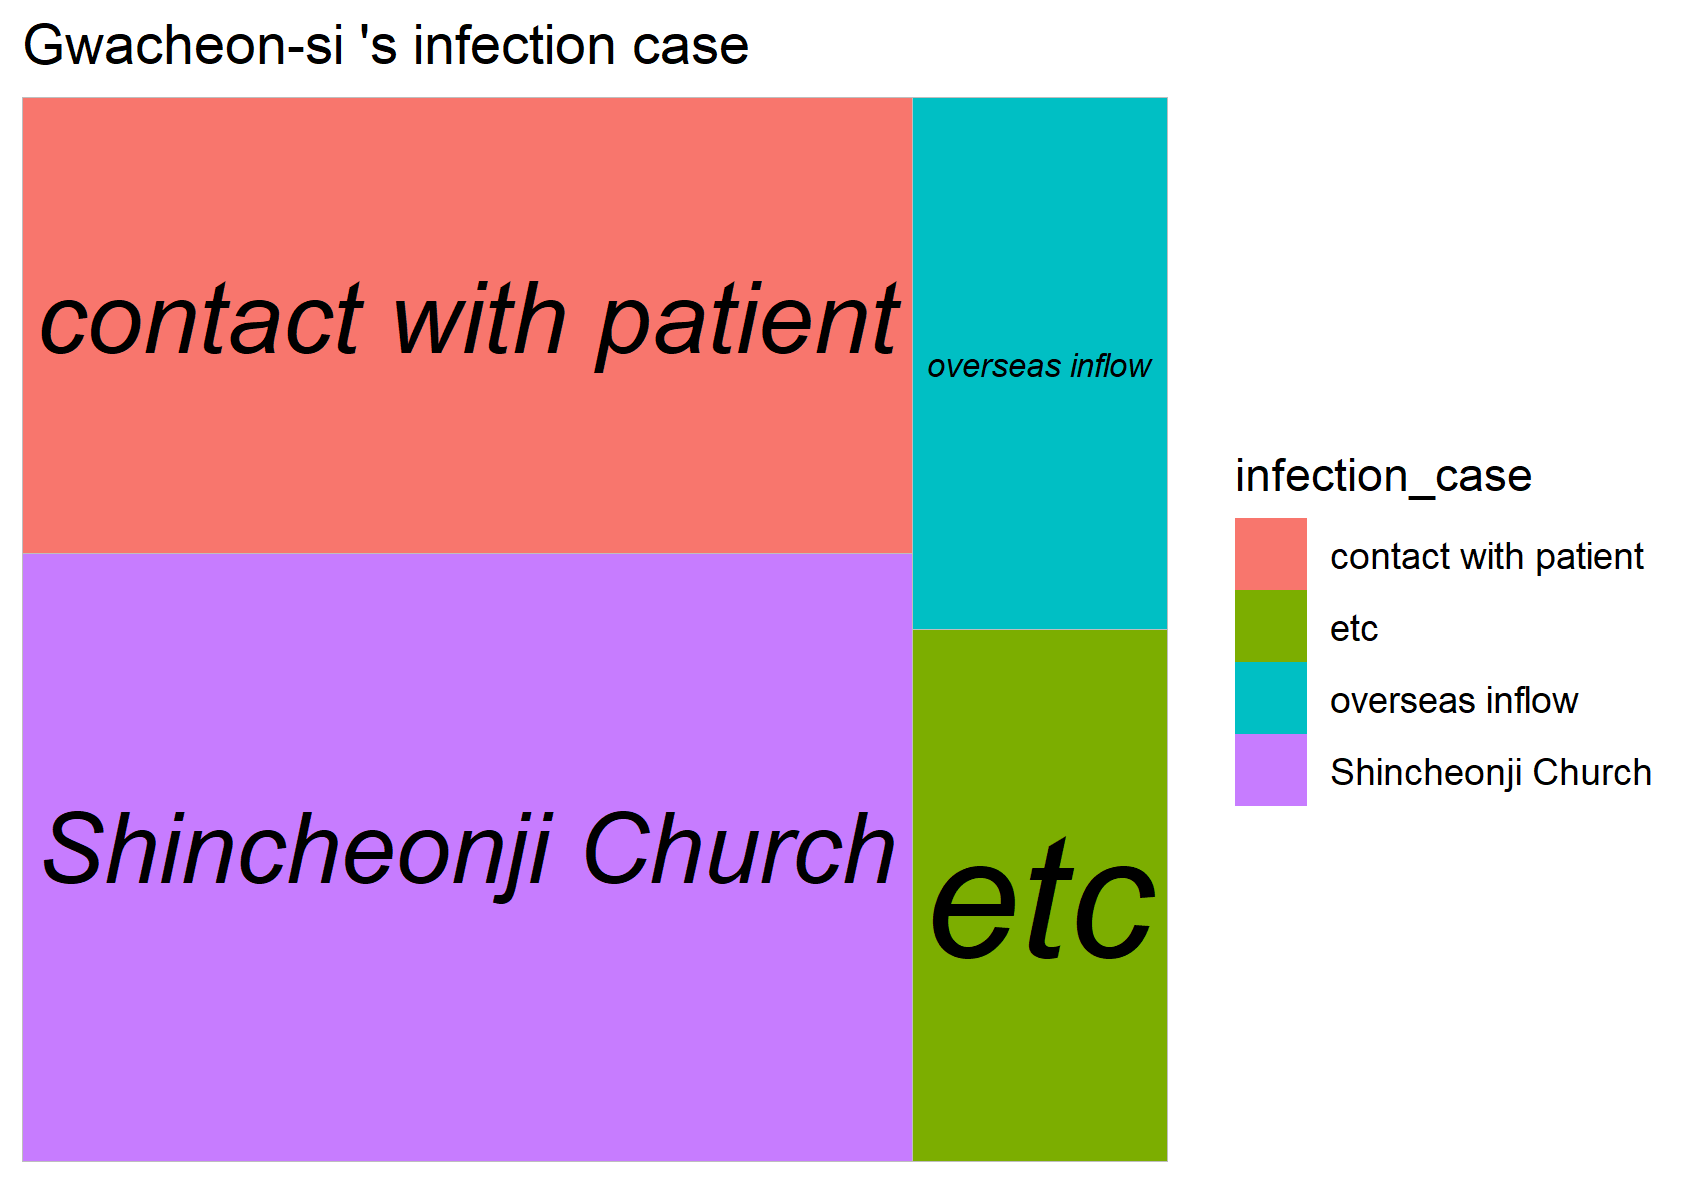 Gwacheon-si 's infection case
contact with patient
overseas inflow
Shincheonji Church
etc
infection_case
contact with patient
etc
overseas inflow
Shincheonji Church